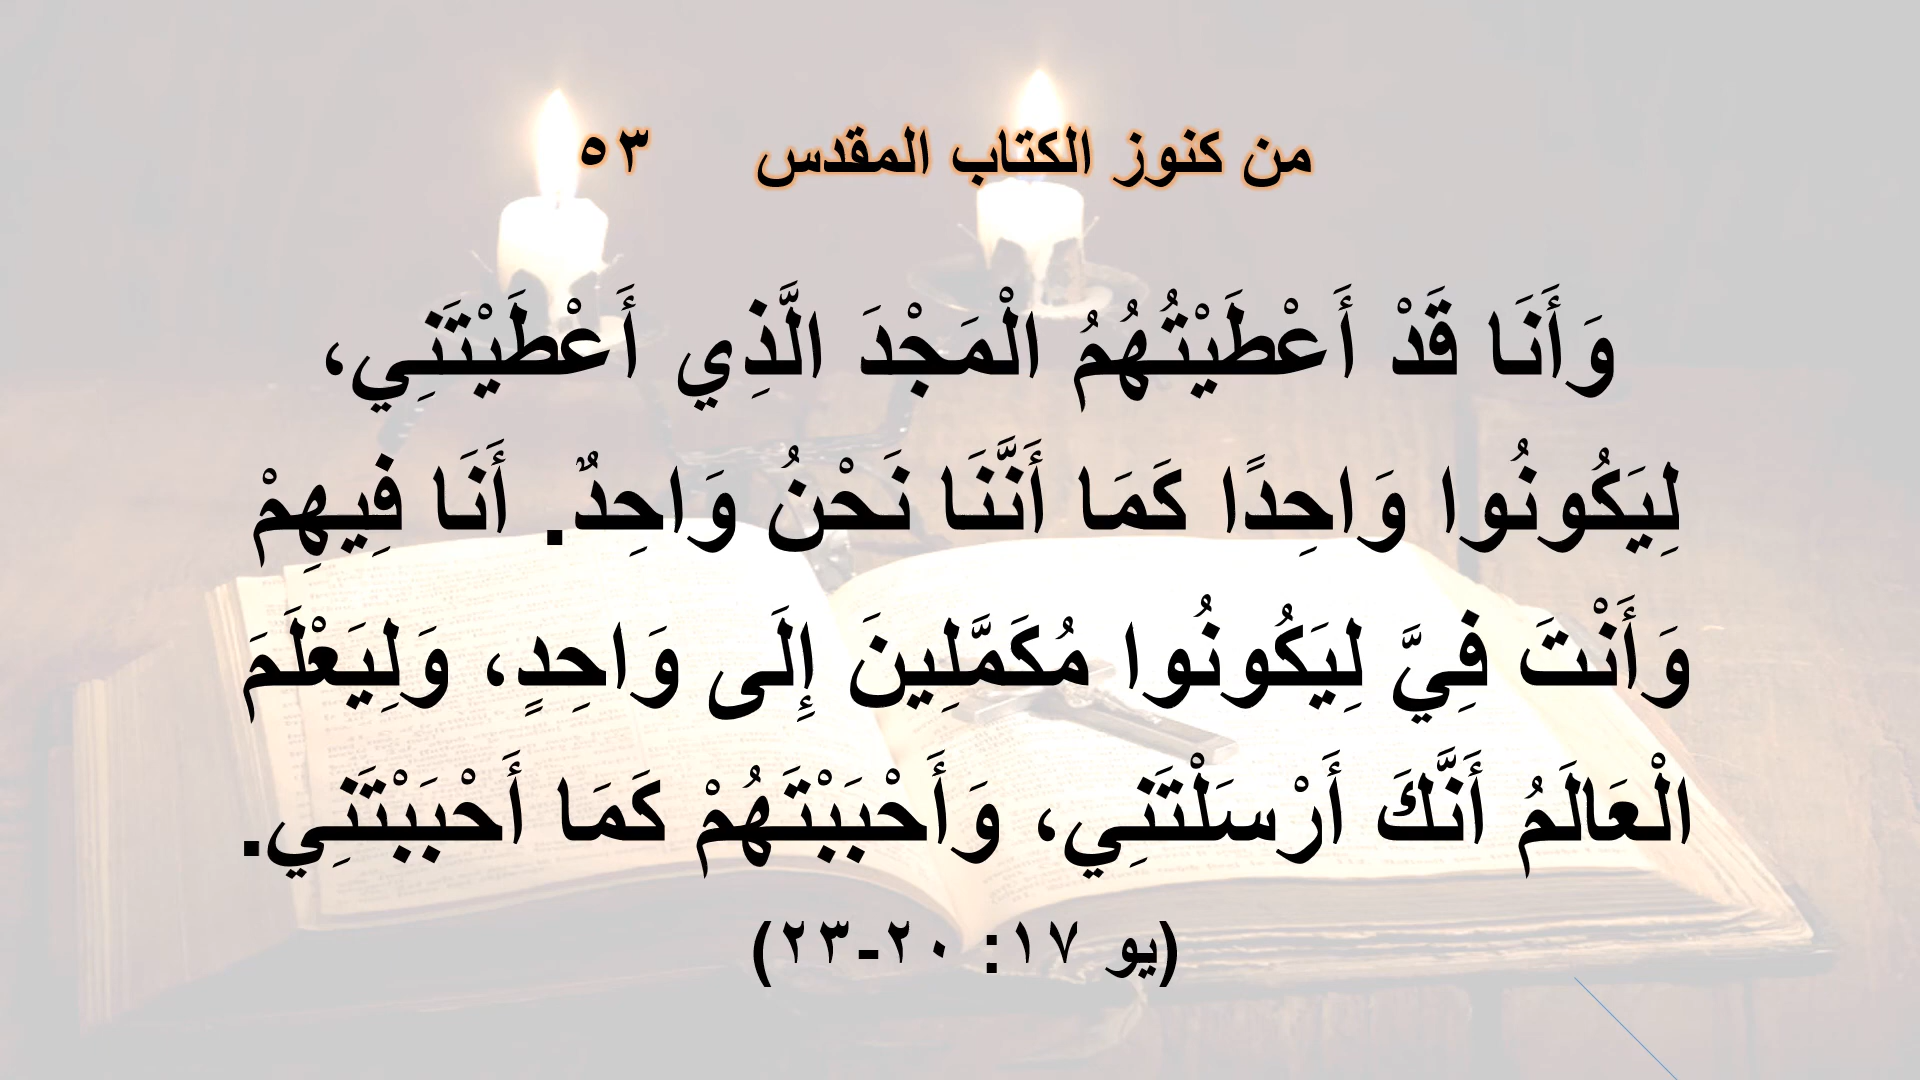 من كنوز الكتاب المقدس ٥٣
وَأَنَا قَدْ أَعْطَيْتُهُمُ الْمَجْدَ الَّذِي أَعْطَيْتَنِي،
لِيَكُونُوا وَاحِدًا كَمَا أَنَّنَا نَحْنُ وَاحِدٌ. أَنَا فِيهِمْ
وَأَنْتَ فِيَّ لِيَكُونُوا مُكَمَّلِينَ إِلَى وَاحِدٍ، وَلِيَعْلَمَ
الْعَالَمُ أَنَّكَ أَرْسَلْتَنِي، وَأَحْبَبْتَهُمْ كَمَا أَحْبَبْتَنِي.
(يو ١٧: ٢٠-٢٣)